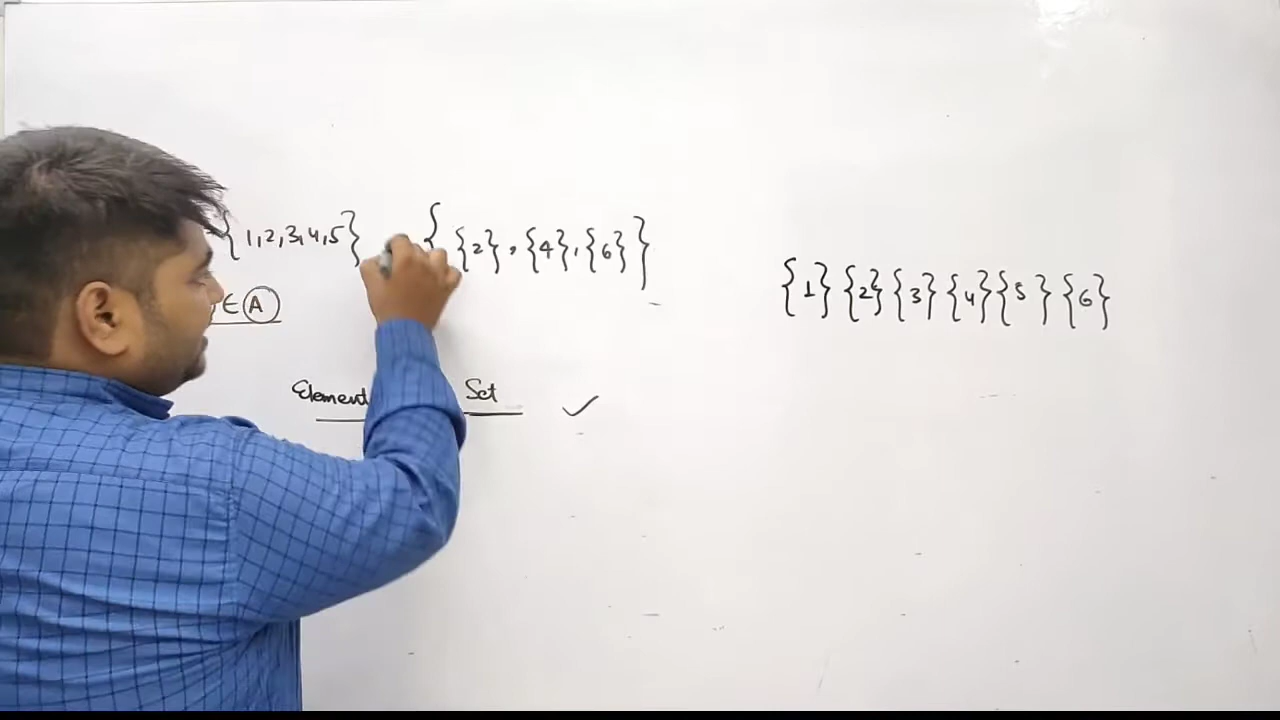 {1,2,3,4,5} { {2}, {4}, {6} }
{1} {2} {3} {4} {5} {6}
∈ A
Element Set ✓